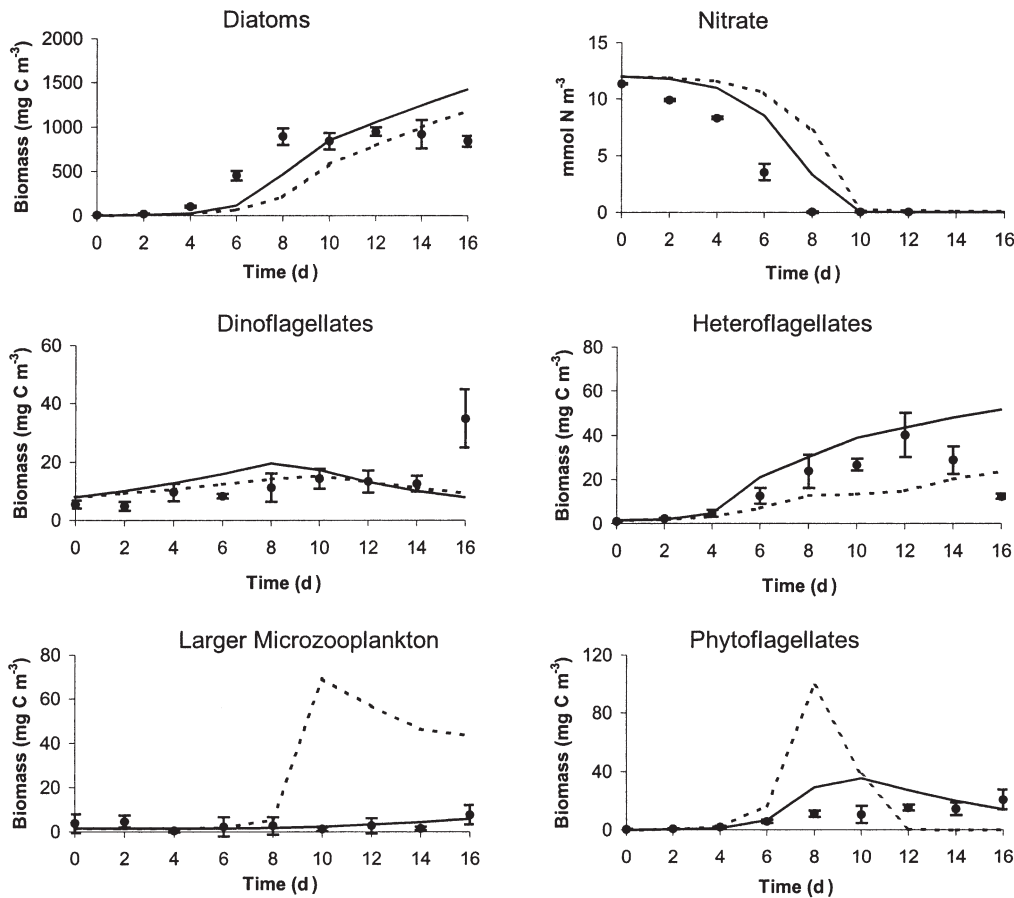 Diatoms
Biomass (mg C m-3)
2000
1500
1000
500
0
0 2 4 6 8 10 12 14 16
Time (d )
Nitrate
mmol N m-3
15
10
5
0
0 2 4 6 8 10 12 14 16
Time (d)
Dinoflagellates
Biomass (mg C m-3)
60
40
20
0
0 2 4 6 8 10 12 14 16
Time (d)
Heteroflagellates
Biomass (mg C m-3)
80
60
40
20
0
0 2 4 6 8 10 12 14 16
Time (d)
Larger Microzooplankton
Biomass (mg C m-3)
80
60
40
20
0
0 2 4 6 8 10 12 14 16
Time (d )
Phytoflagellates
Biomass (mg C m-3)
120
80
40
0
0 2 4 6 8 10 12 14 16
Time (d)